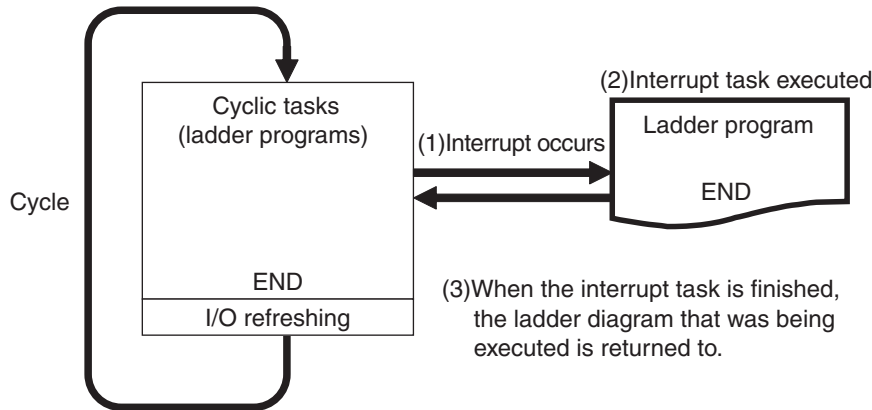 (2)Interrupt task executed
Cyclic tasks
(ladder programs)
Ladder program
(1)Interrupt occurs
Cycle
END
END
(3)When the interrupt task is finished,
the ladder diagram that was being
executed is returned to.
I/O refreshing